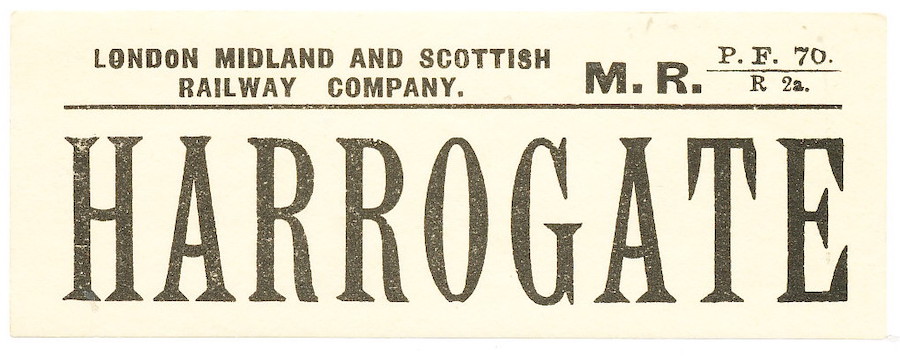 LONDON MIDLAND AND SCOTTISH
RAILWAY COMPANY.
M. R.
P. F. 70.
R 2a.
HARROGATE